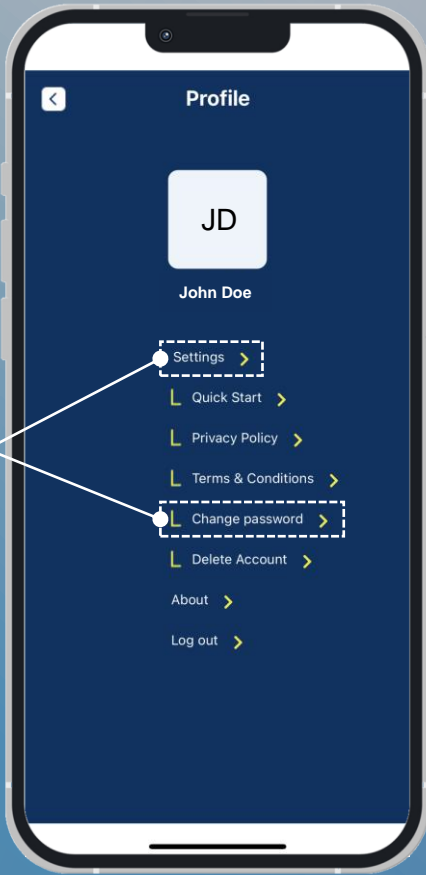 Profile
JD
John Doe
Settings
Quick Start
Privacy Policy
Terms & Conditions
Change password
Delete Account
About
Log out